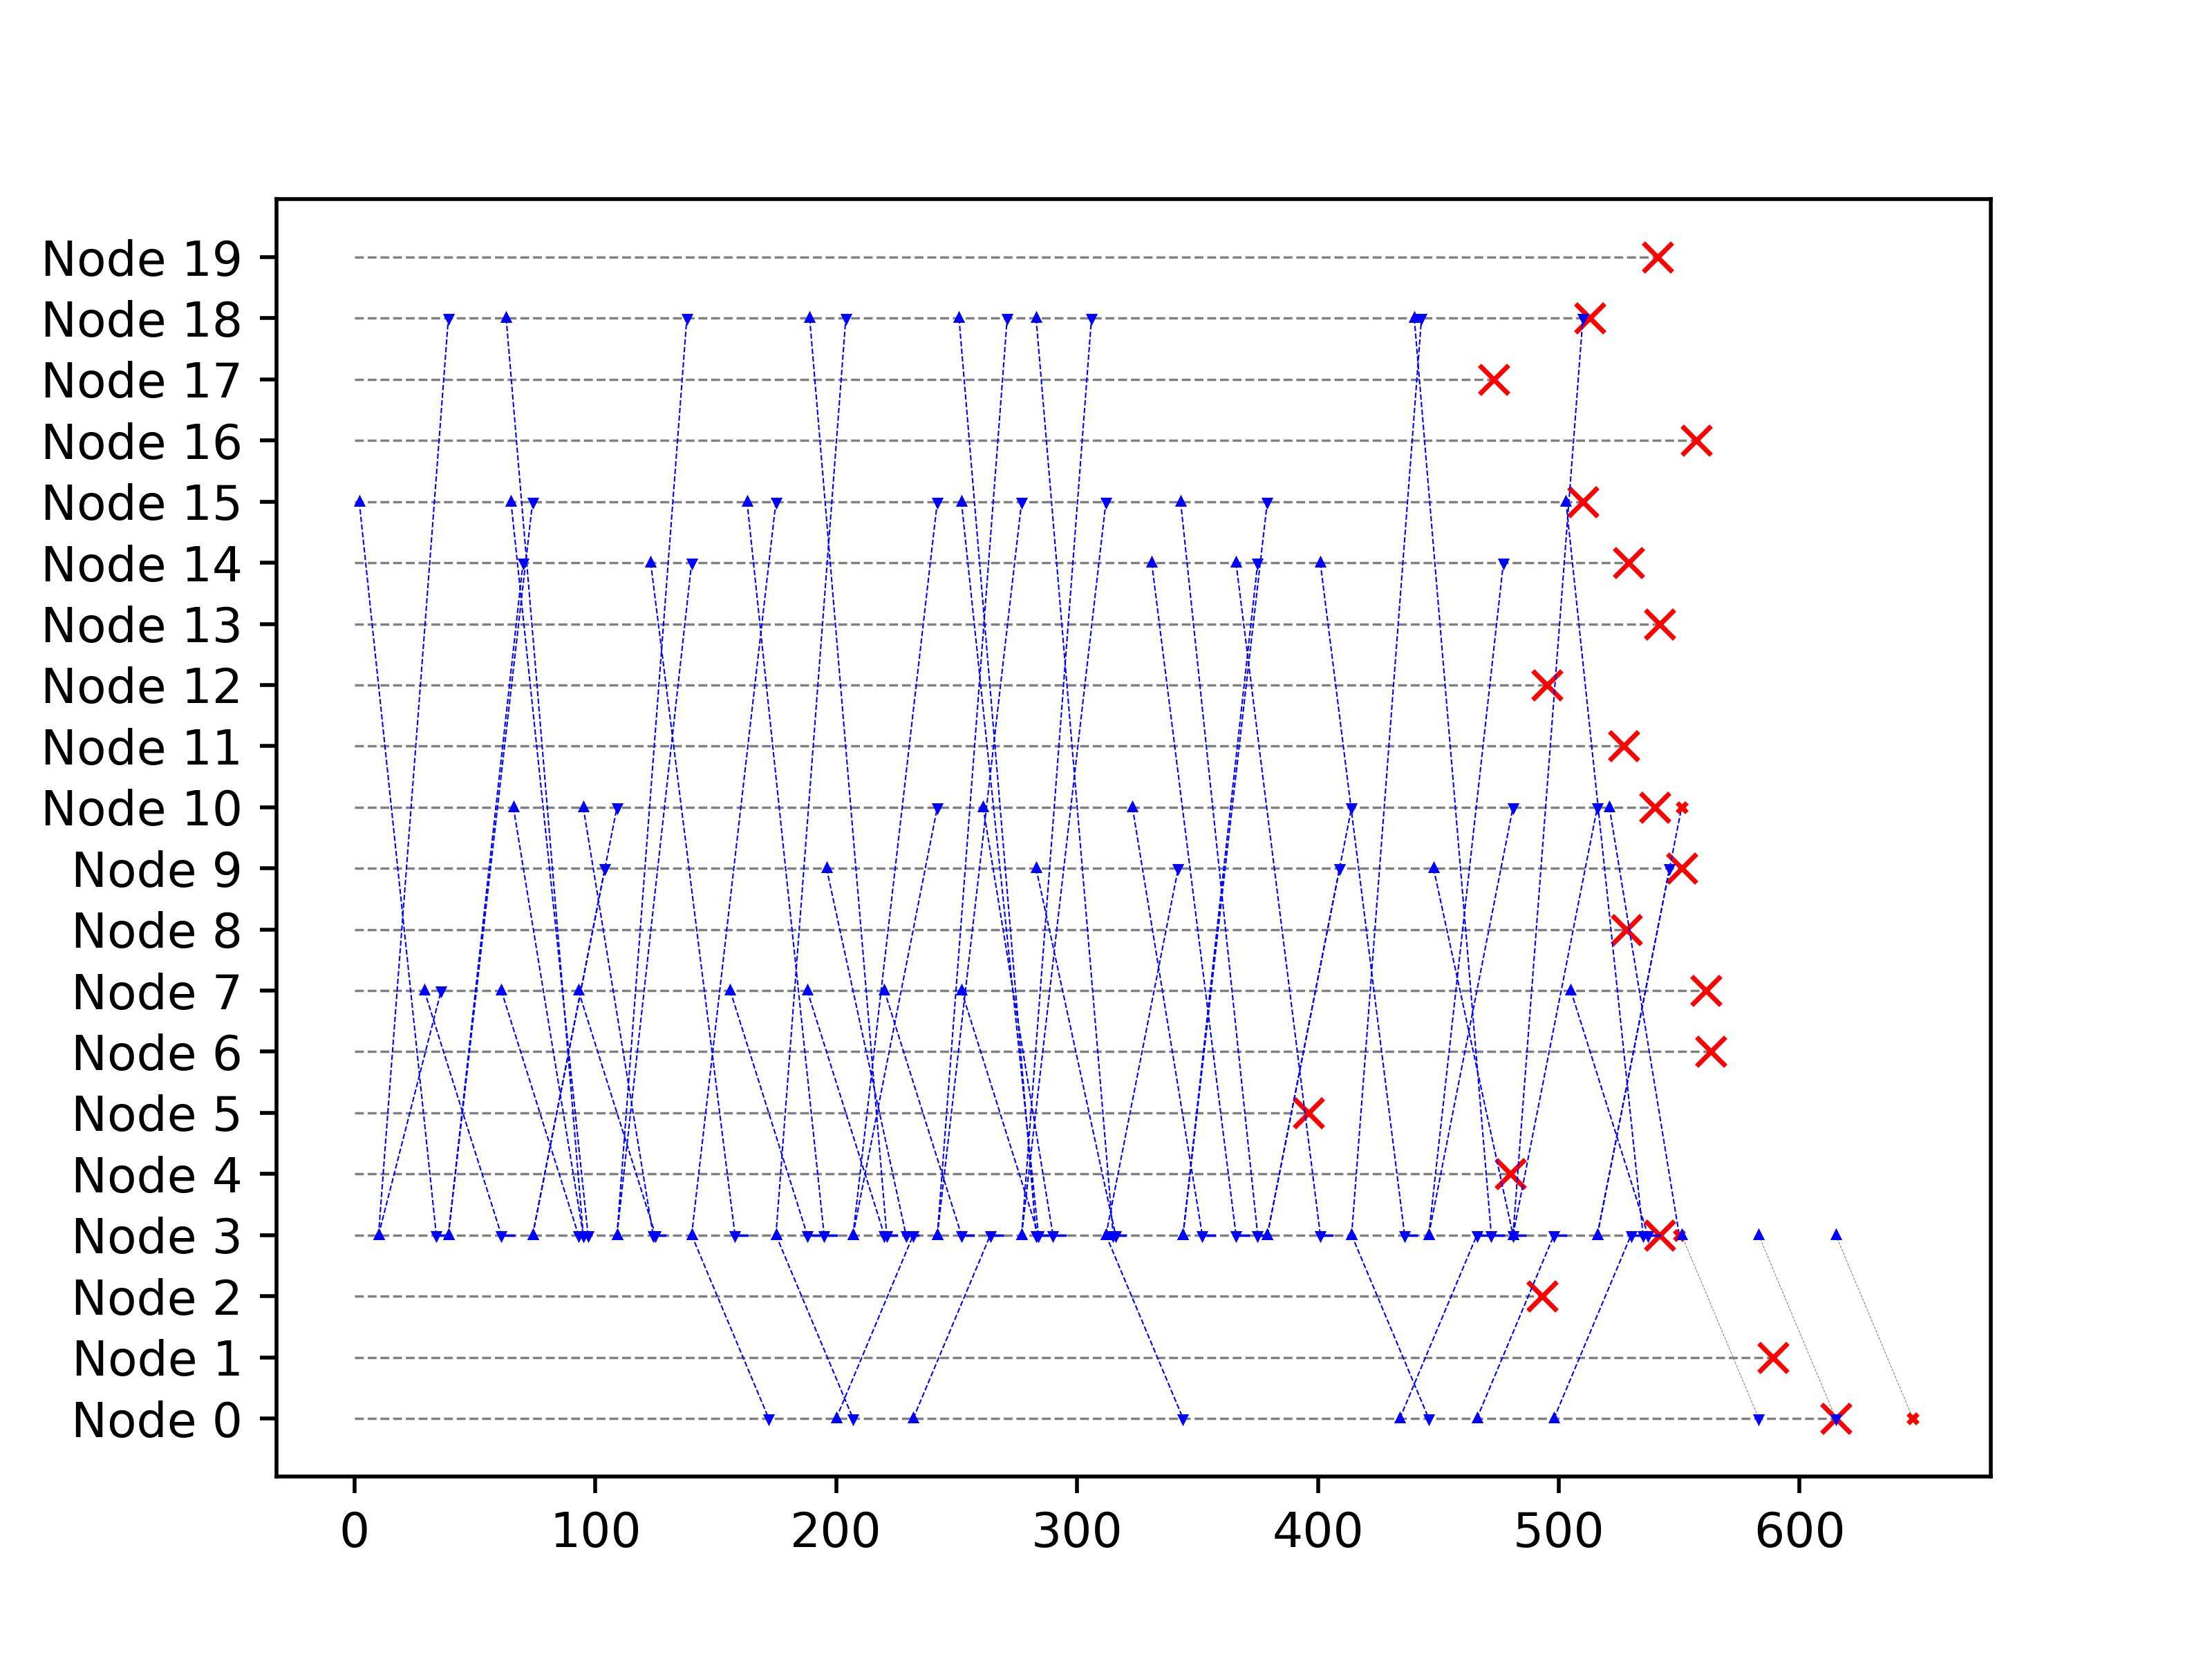 Node 19
Node 18
Node 17
Node 16
Node 15
Node 14
Node 13
Node 12
Node 11
Node 10
Node 9
Node 8
Node 7
Node 6
Node 5
Node 4
Node 3
Node 2
Node 1
Node 0
0 100 200 300 400 500 600